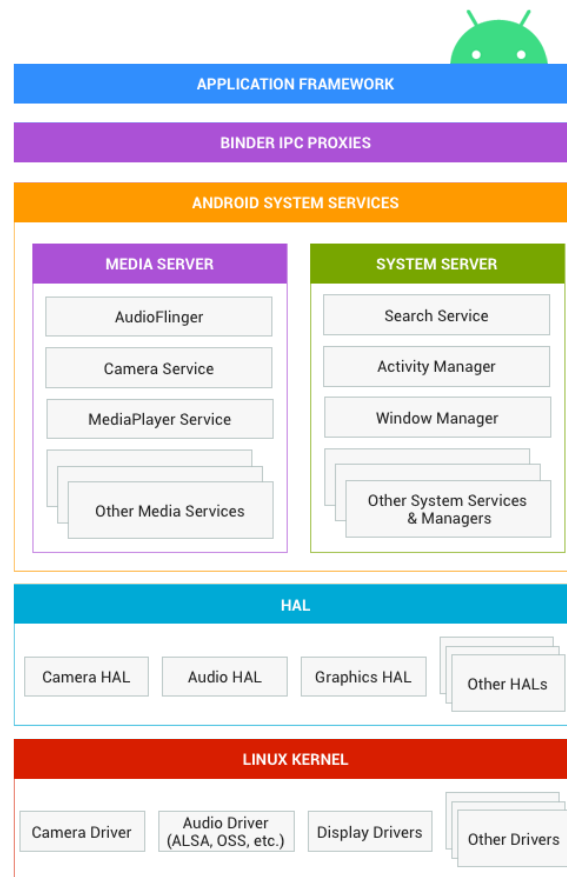 APPLICATION FRAMEWORK
BINDER IPC PROXIES
ANDROID SYSTEM SERVICES
MEDIA SERVER
AudioFlinger
Camera Service
MediaPlayer Service
Other Media Services
SYSTEM SERVER
Search Service
Activity Manager
Window Manager
Other System Services
& Managers
HAL
Camera HAL
Audio HAL
Graphics HAL
Other HALs
LINUX KERNEL
Camera Driver
Audio Driver
(ALSA, OSS, etc.)
Display Drivers
Other Drivers